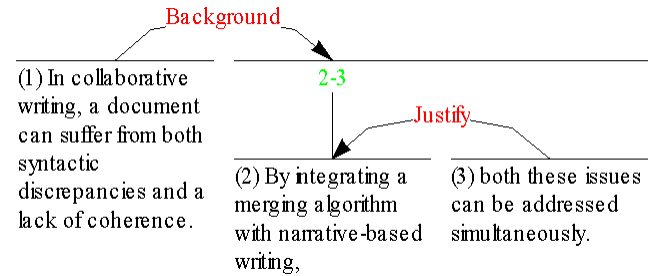 Background
2-3
Justify
(1) In collaborative
writing, a document
can suffer from both
syntactic
discrepancies and a
lack of coherence.
(2) By integrating a
merging algorithm
with narrative-based
writing,
(3) both these issues
can be addressed
simultaneously.